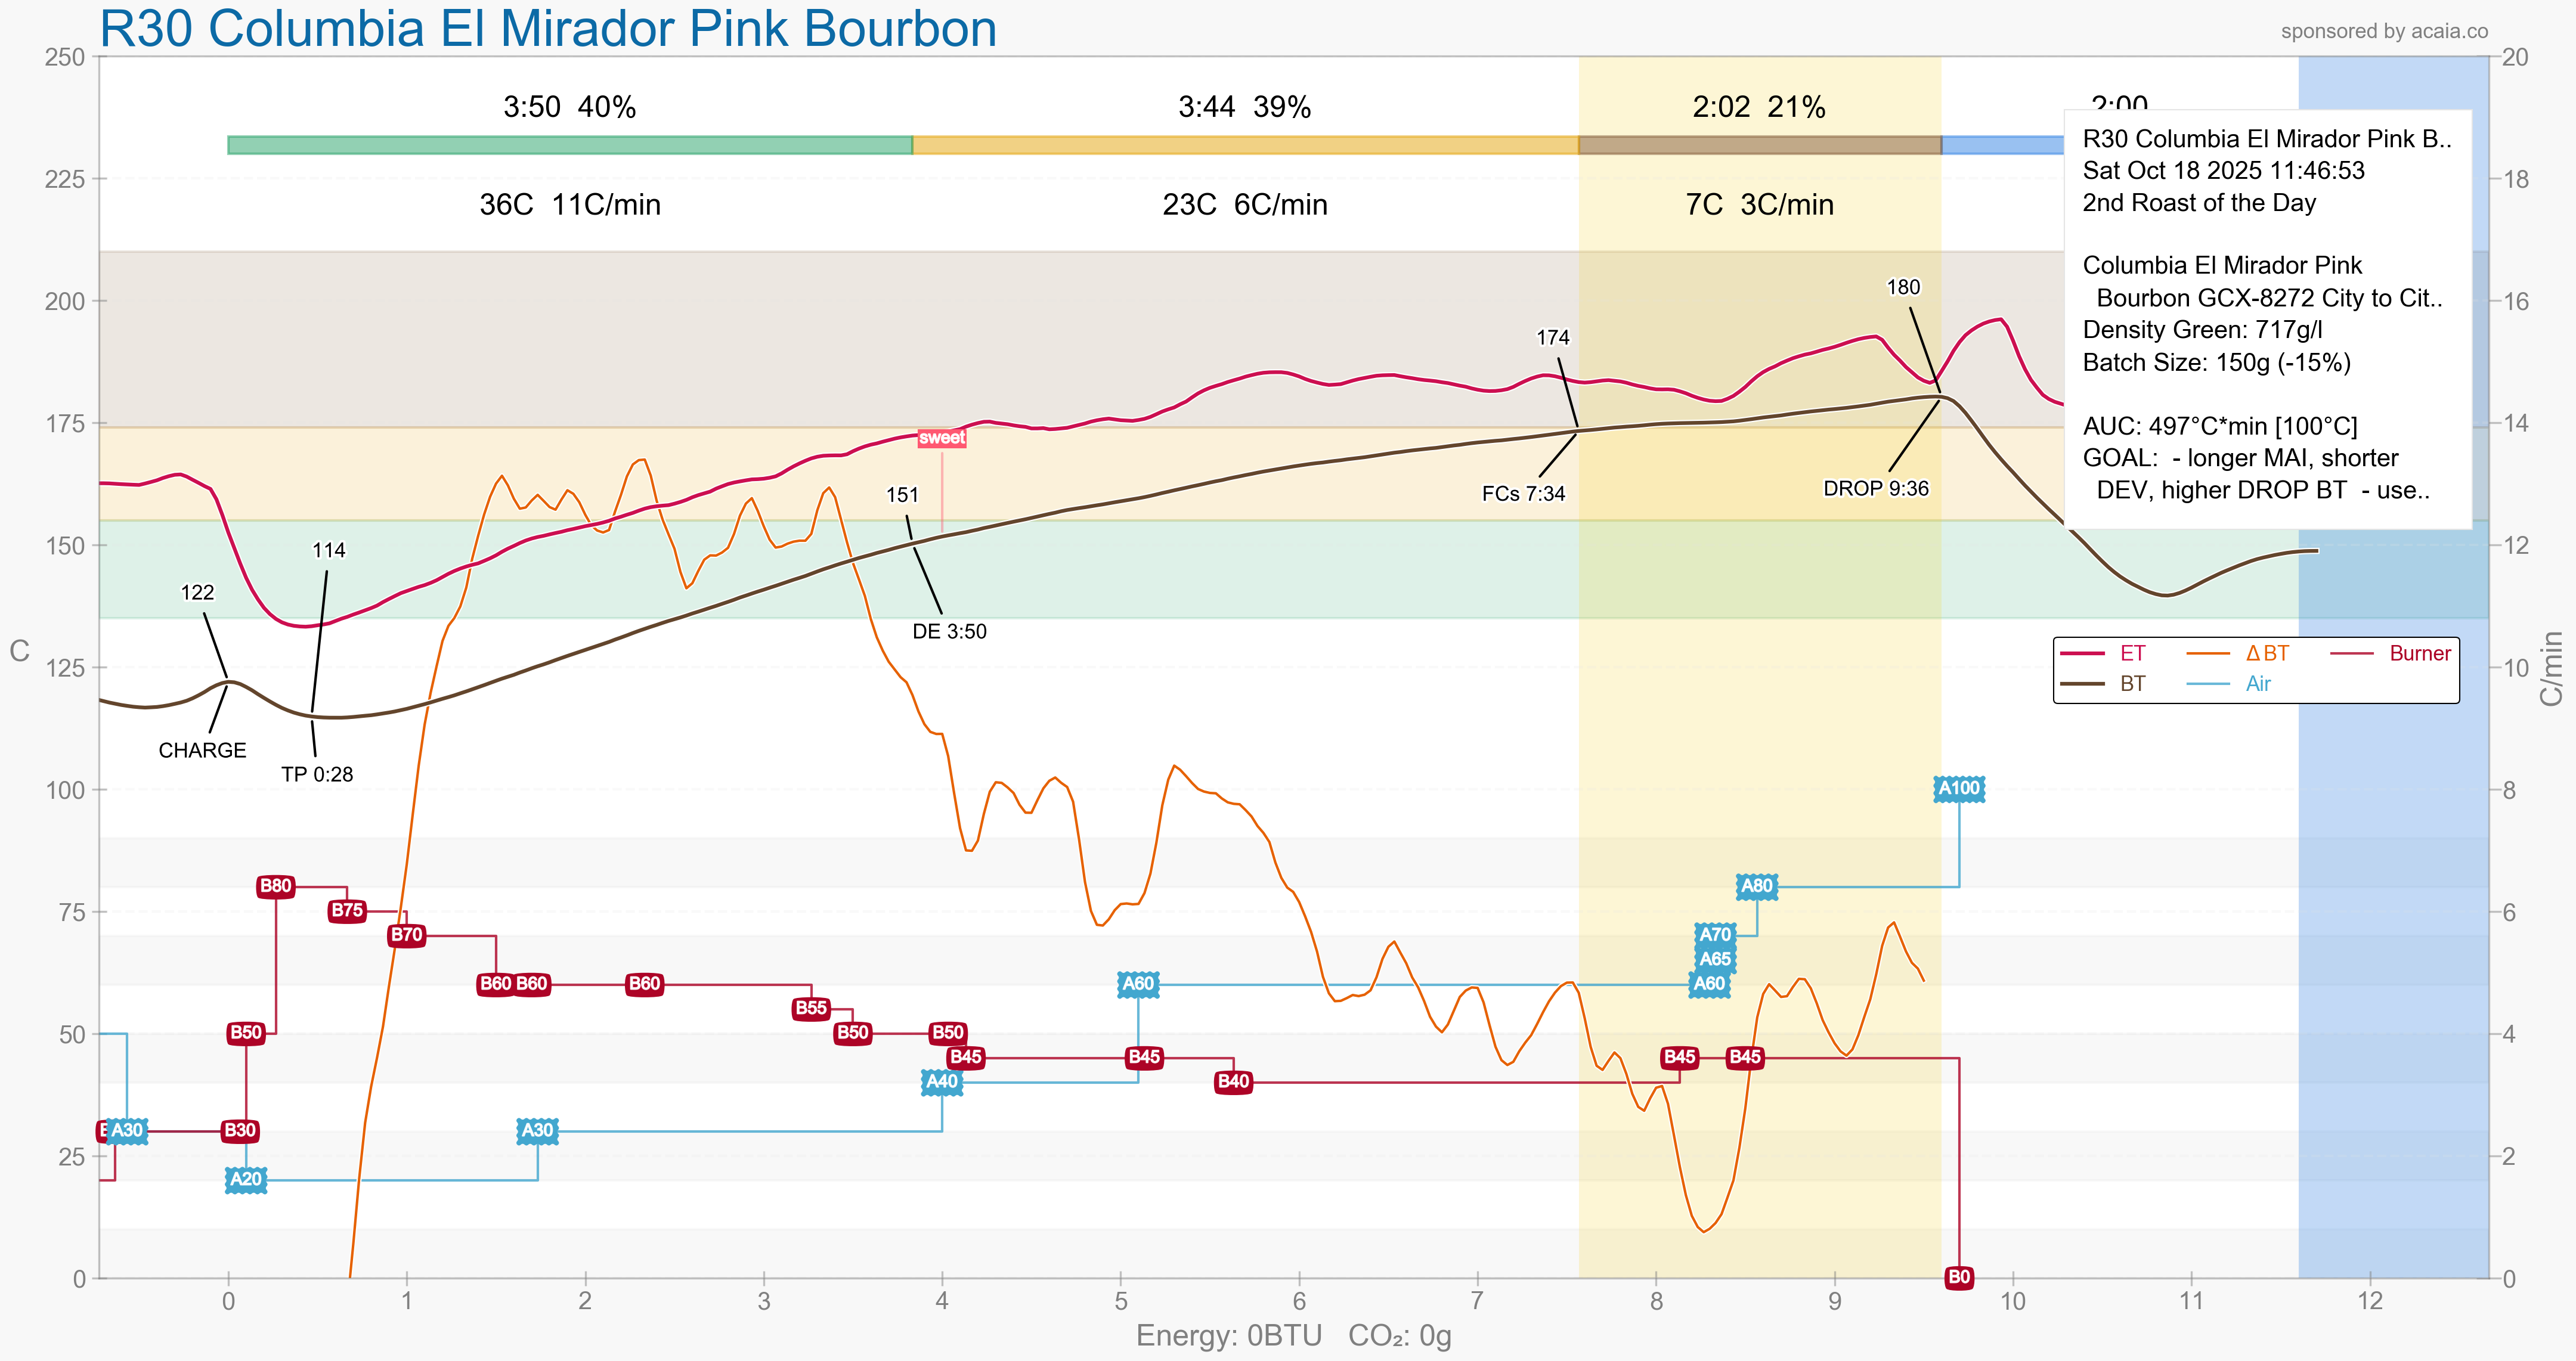 R30 Columbia El Mirador Pink Bourbon
sponsored by acaia.co
3:50 40%
3:44 39%
2:02 21%
2:00
36C 11C/min
23C 6C/min
7C 3C/min
R30 Columbia El Mirador Pink B..
Sat Oct 18 2025 11:46:53
2nd Roast of the Day
Columbia El Mirador Pink
Bourbon GCX-8272 City to Cit..
Density Green: 717g/l
Batch Size: 150g (-15%)
AUC: 497°C*min [100°C]
GOAL: - longer MAI, shorter
DEV, higher DROP BT - use..
250
225
200
175
150
125
100
75
50
25
0
C
20
18
16
14
12
10
8
6
4
2
0
C/min
122
CHARGE
114
TP 0:28
151
DE 3:50
sweet
174
FCs 7:34
180
DROP 9:36
ET
BT
Δ BT
Air
Burner
A30
B30
B50
A20
B80
B75
B70
B60
B60
A30
B60
B55
B50
B50
B45
A40
A60
B45
B40
B45
B45
A60
A65
A70
A80
A100
B0
0 1 2 3 4 5 6 7 8 9 10 11 12
Energy: 0BTU CO₂: 0g